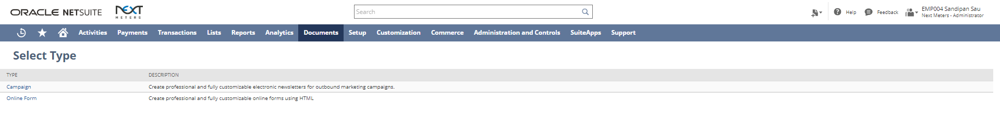 ORACLE NETSUITE
NEXT
METERS
Search
Help
Feedback
EMP004 Sandipan Sau
Next Meters - Administrator
Activities Payments Transactions Lists Reports Analytics Documents Setup Customization Commerce Administration and Controls SuiteApps Support
Select Type
TYPE DESCRIPTION
Campaign Create professional and fully customizable electronic newsletters for outbound marketing campaigns.
Online Form Create professional and fully customizable online forms using HTML